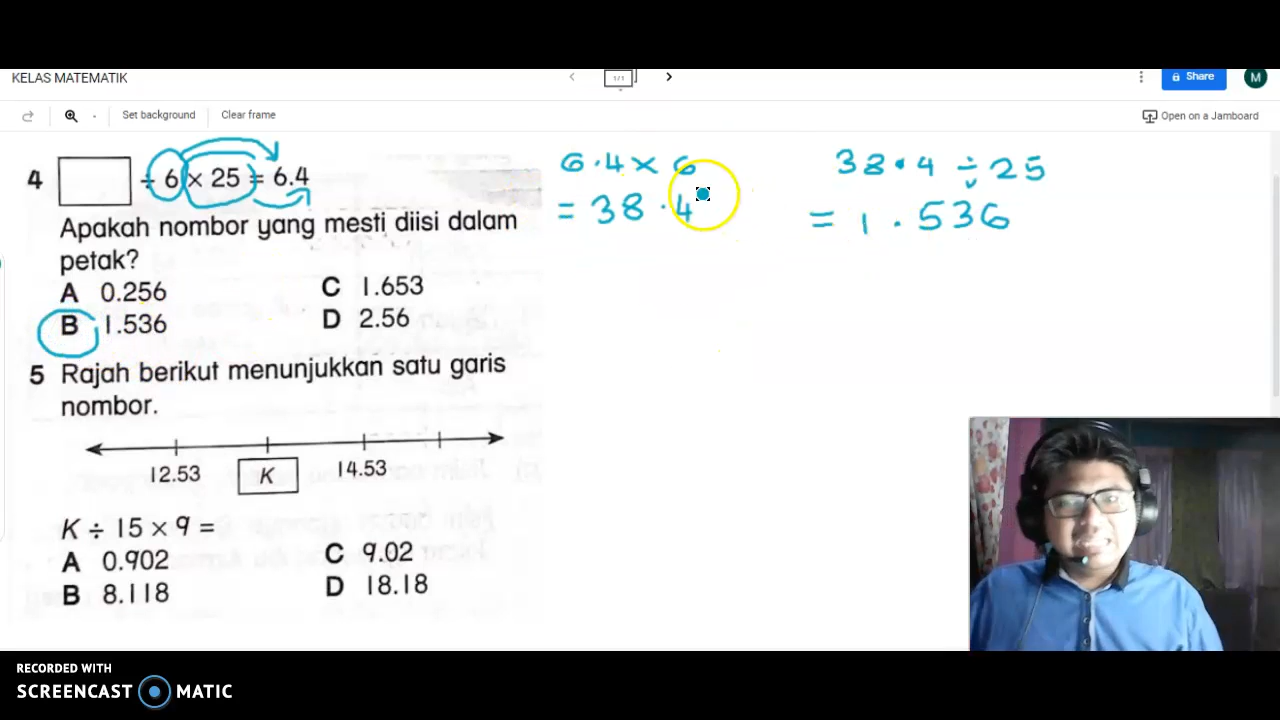 KELAS MATEMATIK
1/1
Share
M
Set background
Clear frame
Open on a Jamboard
4 ÷ 6 × 25 = 6.4
Apakah nombor yang mesti diisi dalam
petak?
A 0.256
C 1.653
B 1.536
D 2.56
6.4 × 6
= 38.4
38.4 ÷ 25
= 1.536
5 Rajah berikut menunjukkan satu garis
nombor.
12.53 K 14.53
K ÷ 15 × 9 =
A 0.902
C 9.02
B 8.118
D 18.18
RECORDED WITH
SCREENCAST MATIC